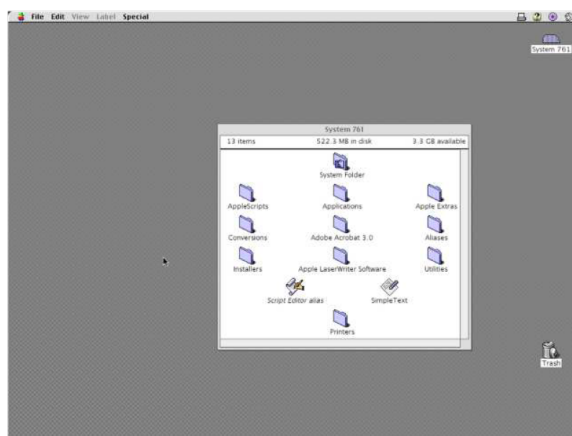 File Edit View Label Special
System 761
System 761
13 items 522.3 MB in disk 3.3 GB available
System Folder
AppleScripts Applications Apple Extras
Conversions Adobe Acrobat 3.0 Aliases
Installers Apple LaserWriter Software Utilities
Script Editor alias SimpleText
Printers
Trash